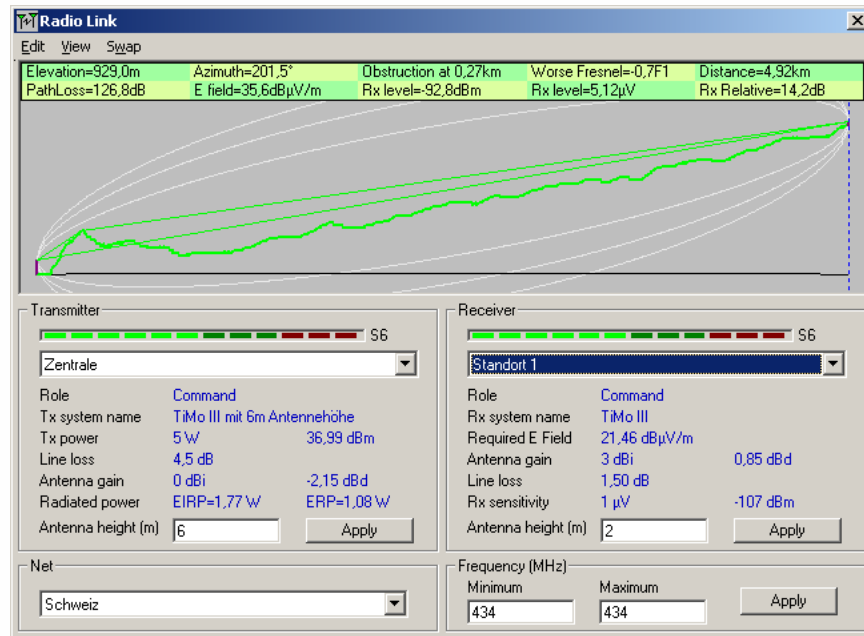 Radio Link
Edit View Swap
Elevation=929,0m Azimuth=201,5° Obstruction at 0,27km Worse Fresnel=-0,7F1 Distance=4,92km
PathLoss=126,8dB E field=35,6dBµV/m Rx level=-92,8dBm Rx level=5,12µV Rx Relative=14,2dB
Transmitter
S6
Zentrale
Role Command
Tx system name TiMo III mit 6m Antennehöhe
Tx power 5 W 36,99 dBm
Line loss 4,5 dB
Antenna gain 0 dBi -2,15 dBd
Radiated power EIRP=1,77 W ERP=1,08 W
Antenna height (m) 6 Apply
Receiver
S6
Standort 1
Role Command
Rx system name TiMo III
Required E Field 21,46 dBµV/m
Antenna gain 3 dBi 0,85 dBd
Line loss 1,50 dB
Rx sensitivity 1 µV -107 dBm
Antenna height (m) 2 Apply
Net
Schweiz
Frequency (MHz)
Minimum Maximum
434 434 Apply